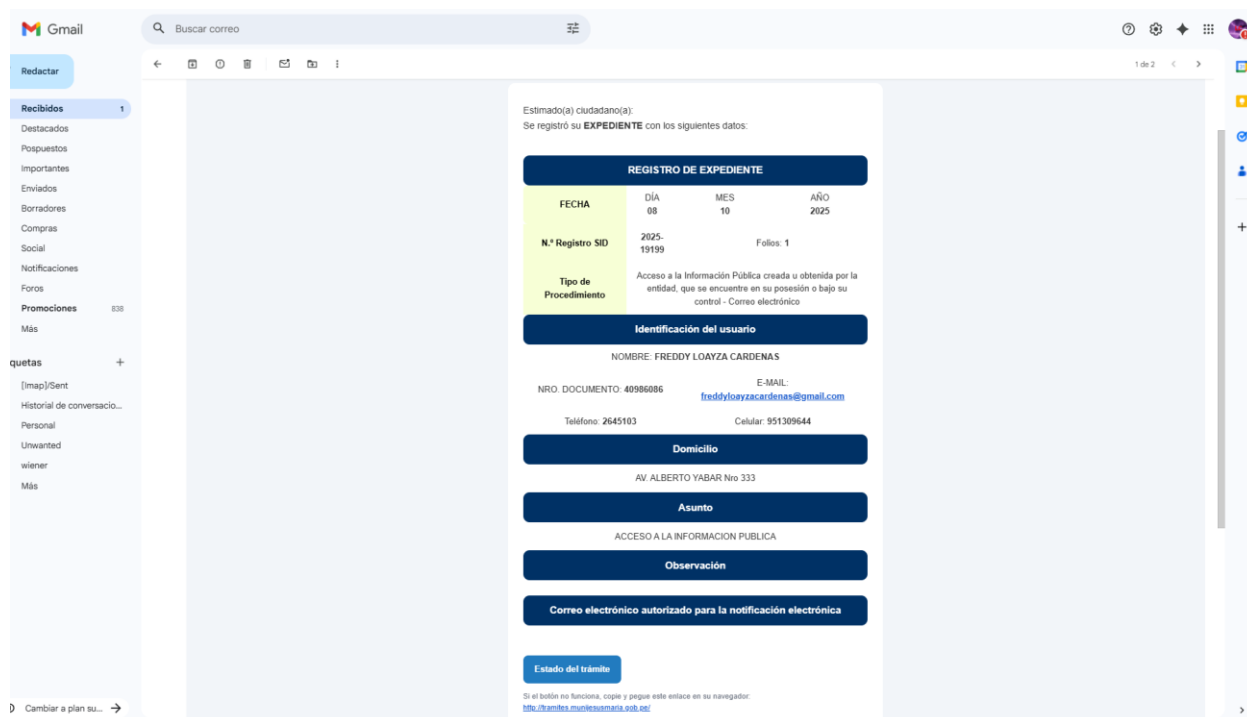 Gmail
Buscar correo
Redactar
1 de 2
Recibidos 1
Destacados
Pospuestos
Importantes
Enviados
Borradores
Compras
Social
Notificaciones
Foros
Promociones 838
Más
quetas
[Imap]/Sent
Historial de conversacio...
Personal
Unwanted
wiener
Más
Cambiar a plan su...
Estimado(a) ciudadano(a):
Se registró su EXPEDIENTE con los siguientes datos:
REGISTRO DE EXPEDIENTE
FECHA
DÍA MES AÑO
08 10 2025
N.º Registro SID
2025-
19199
Folios: 1
Tipo de
Procedimiento
Acceso a la Información Pública creada u obtenida por la
entidad, que se encuentre en su posesión o bajo su
control - Correo electrónico
Identificación del usuario
NOMBRE: FREDDY LOAYZA CARDENAS
NRO. DOCUMENTO: 40986086
E-MAIL:
freddyloayzacardenas@gmail.com
Teléfono: 2645103 Celular: 951309644
Domicilio
AV. ALBERTO YABAR Nro 333
Asunto
ACCESO A LA INFORMACION PUBLICA
Observación
Correo electrónico autorizado para la notificación electrónica
Estado del trámite
Si el botón no funciona, copie y pegue este enlace en su navegador:
http://tramites.munijesusmaria.gob.pe/